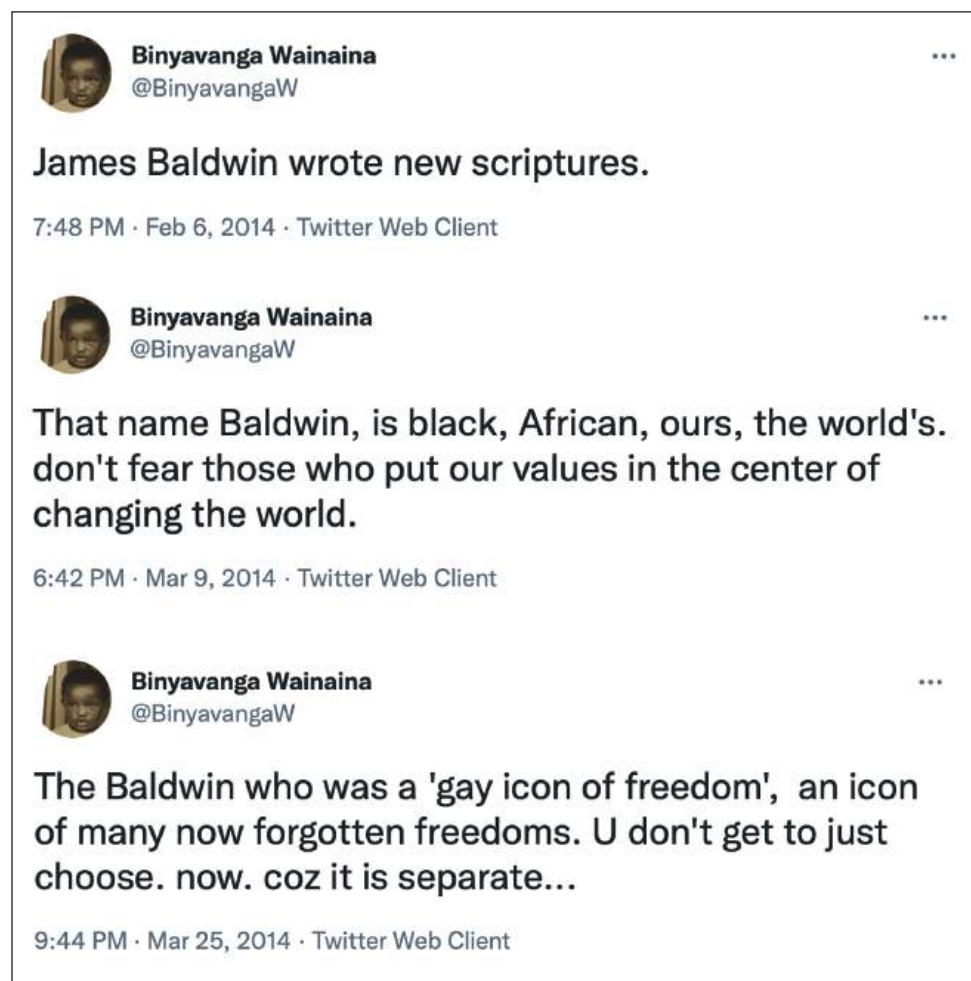 Binyavanga Wainaina
@BinyavangaW
James Baldwin wrote new scriptures.
7:48 PM · Feb 6, 2014 · Twitter Web Client
Binyavanga Wainaina
@BinyavangaW
That name Baldwin, is black, African, ours, the world's.
don't fear those who put our values in the center of
changing the world.
6:42 PM · Mar 9, 2014 · Twitter Web Client
Binyavanga Wainaina
@BinyavangaW
The Baldwin who was a 'gay icon of freedom',  an icon
of many now forgotten freedoms. U don't get to just
choose. now. coz it is separate...
9:44 PM · Mar 25, 2014 · Twitter Web Client